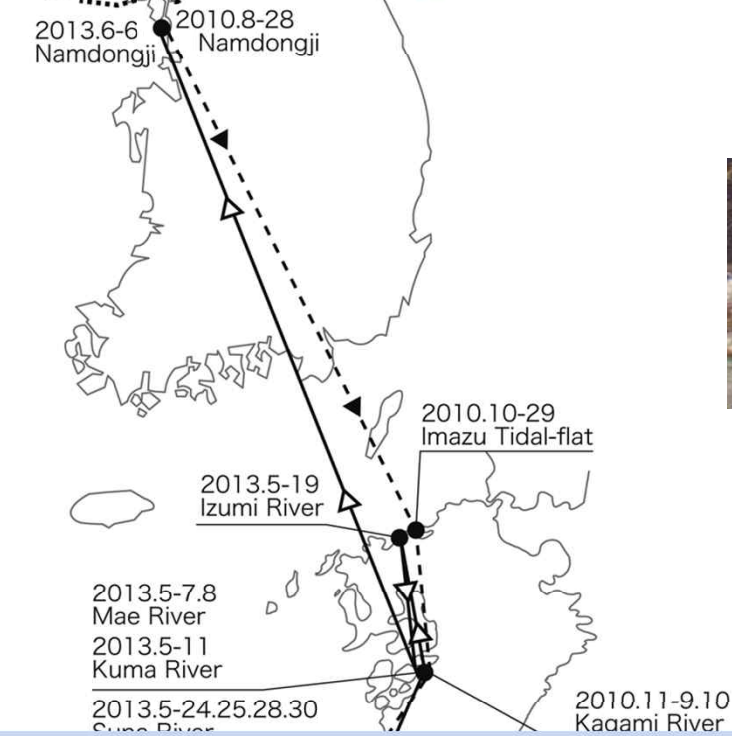 2013.6-6
Namdongji
2010.8-28
Namdongji
2010.10-29
Imazu Tidal-flat
2013.5-19
Izumi River
2013.5-7.8
Mae River
2013.5-11
Kuma River
2013.5-24.25.28.30
River
2010.11-9.10
Kagami River